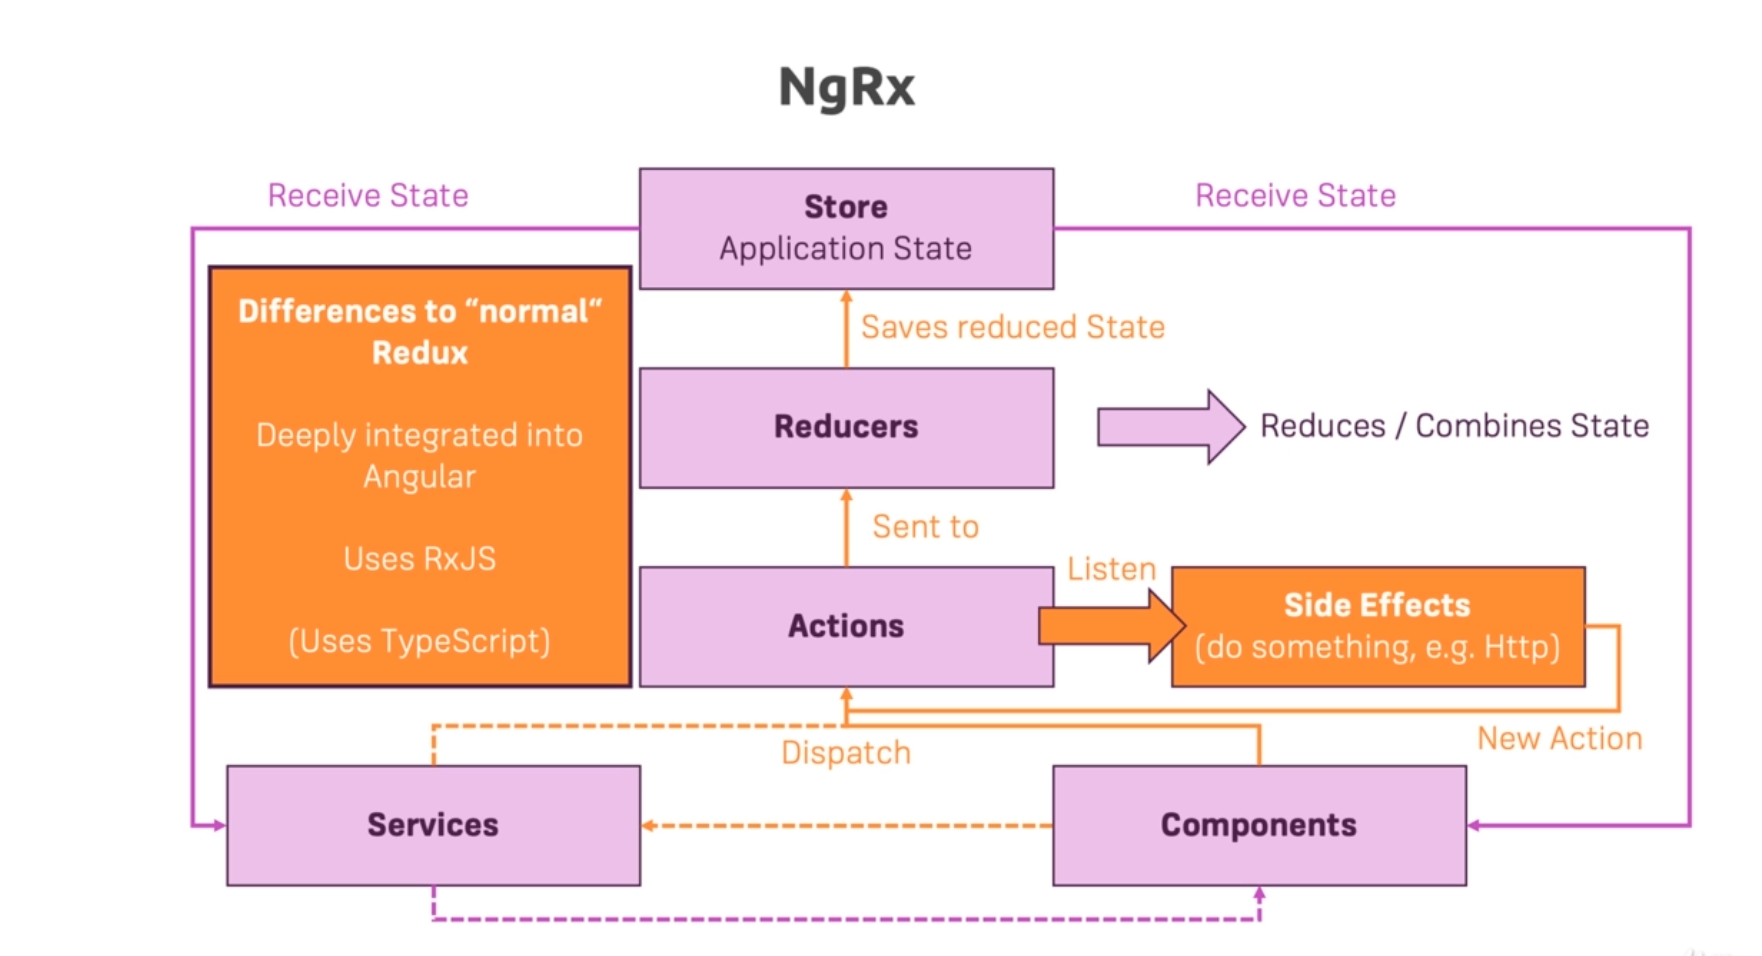 NgRx
Receive State
Store
Application State
Receive State
Differences to “normal“
Redux
Deeply integrated into
Angular
Uses RxJS
(Uses TypeScript)
Saves reduced State
Reducers
Reduces / Combines State
Sent to
Actions
Listen
Side Effects
(do something, e.g. Http)
New Action
Dispatch
Services
Components